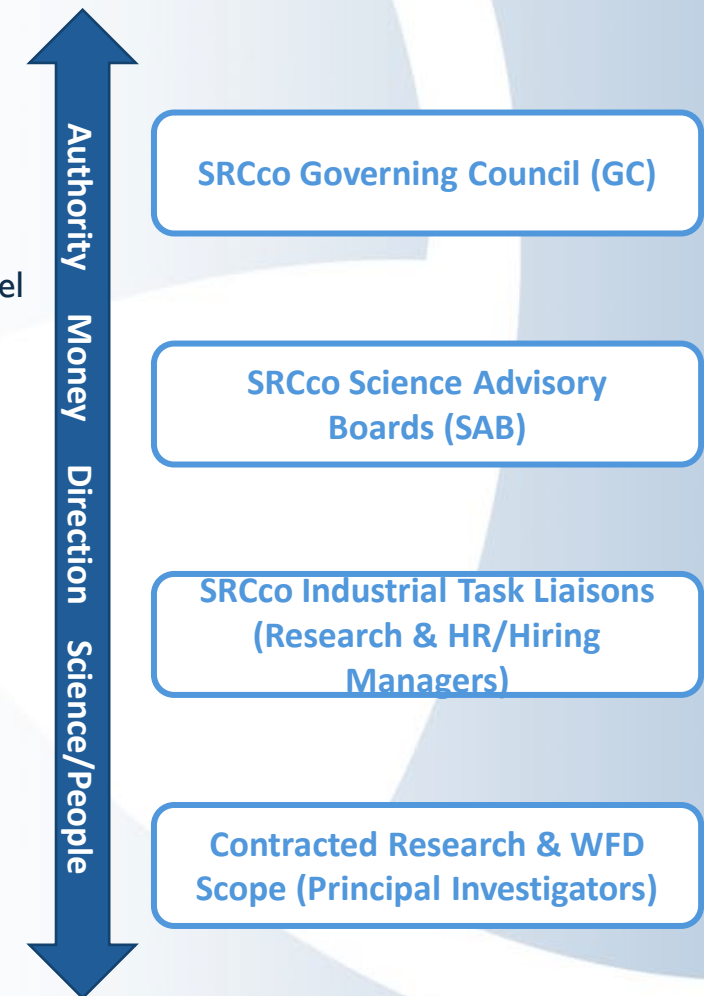 el
Authority Money Direction Science/People
SRCco Governing Council (GC)
SRCco Science Advisory
Boards (SAB)
SRCco Industrial Task Liaisons
(Research & HR/Hiring
Managers)
Contracted Research & WFD
Scope (Principal Investigators)